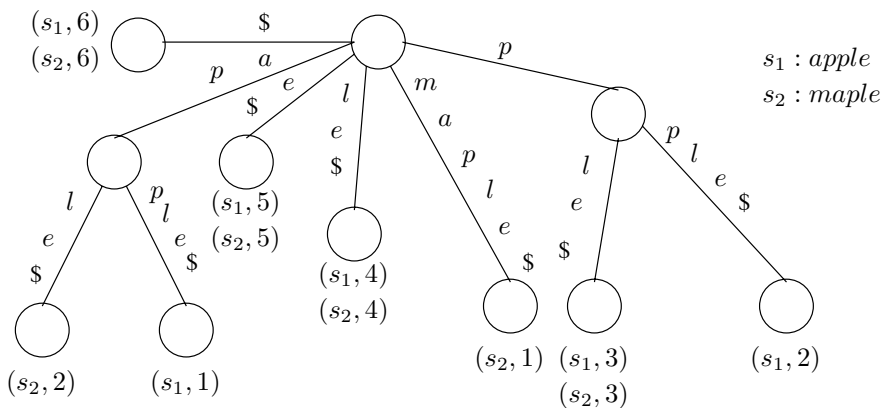 (s₁, 6)
(s₂, 6)
$
a
p
e
$
l
e
$
m
a
p
l
e
$
p
s₁ : apple
s₂ : maple
l
e
$
p
l
e
$
l
e
$
p
l
e
$
(s₁, 5)
(s₂, 5)
(s₁, 4)
(s₂, 4)
(s₂, 2)
(s₁, 1)
(s₂, 1)
(s₁, 3)
(s₂, 3)
(s₁, 2)